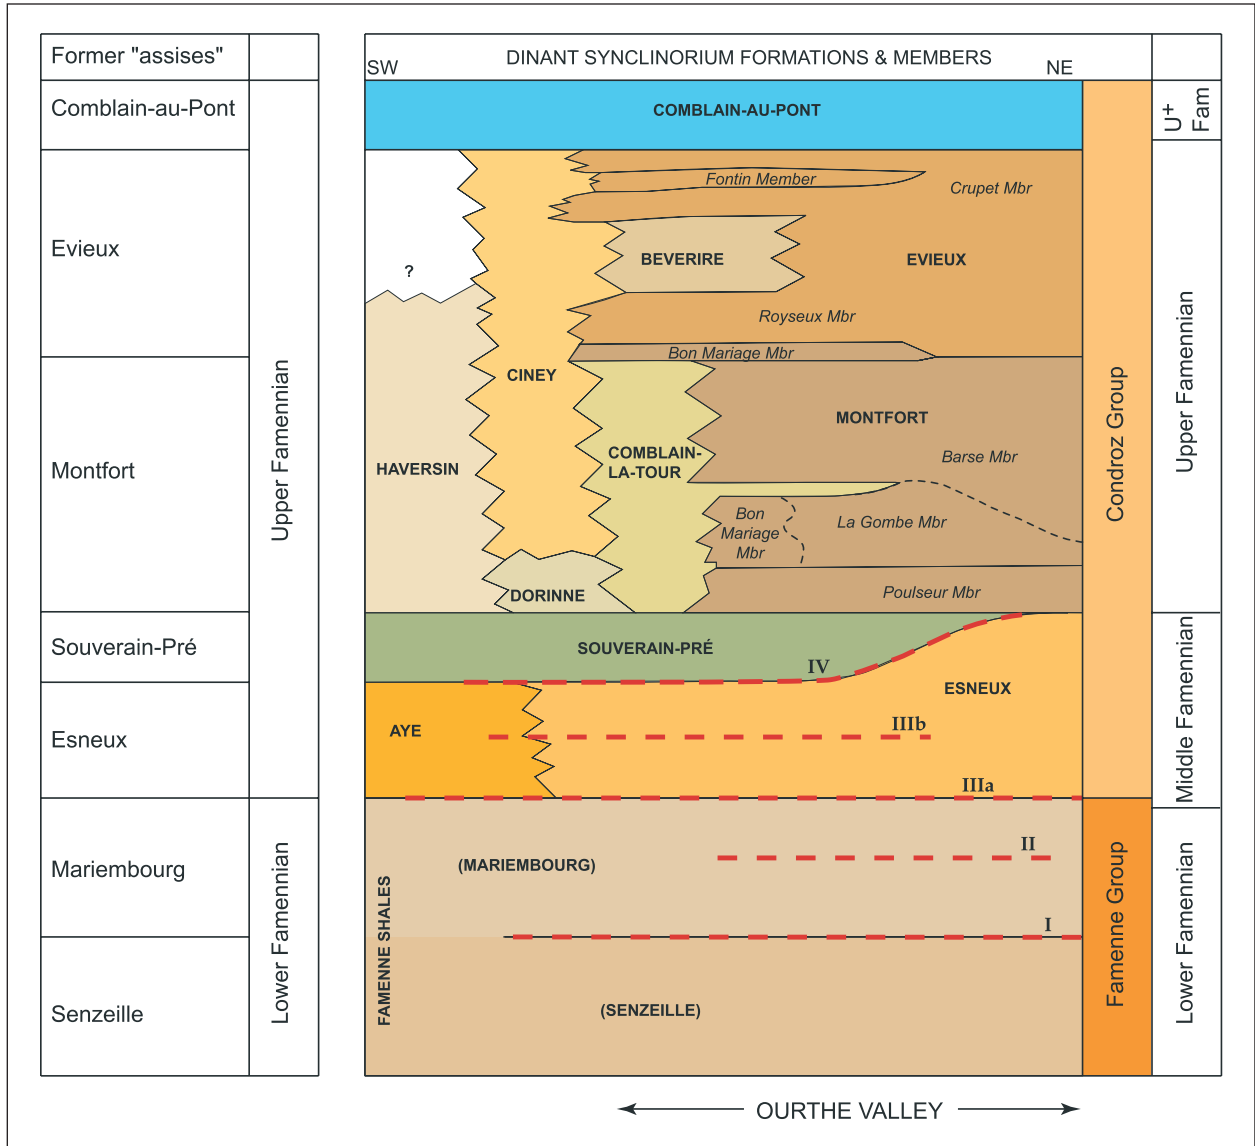 Former "assises"
DINANT SYNCLINORIUM FORMATIONS & MEMBERS
SW
NE
Comblain-au-Pont
Evieux
Montfort
Souverain-Pré
Esneux
Mariembourg
Senzeille
Upper Famennian
Lower Famennian
COMBLAIN-AU-PONT
Fontin Member
Crupet Mbr
?
BEVERIRE
EVIEUX
Royseux Mbr
Bon Mariage Mbr
CINEY
MONTFORT
HAVERSIN
COMBLAIN-
LA-TOUR
Barse Mbr
Bon
Mariage
Mbr
La Gombe Mbr
DORINNE
Poulseur Mbr
SOUVERAIN-PRÉ
IV
ESNEUX
AYE
IIIb
IIIa
II
(MARIEMBOURG)
I
FAMENNE SHALES
(SENZEILLE)
Condroz Group
Famenne Group
U+
Fam
Upper Famennian
Middle Famennian
Lower Famennian
OURTHE VALLEY